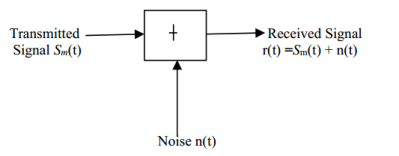 Transmitted
Signal Sm(t)
+
Received Signal
r(t) =Sm(t) + n(t)
Noise n(t)